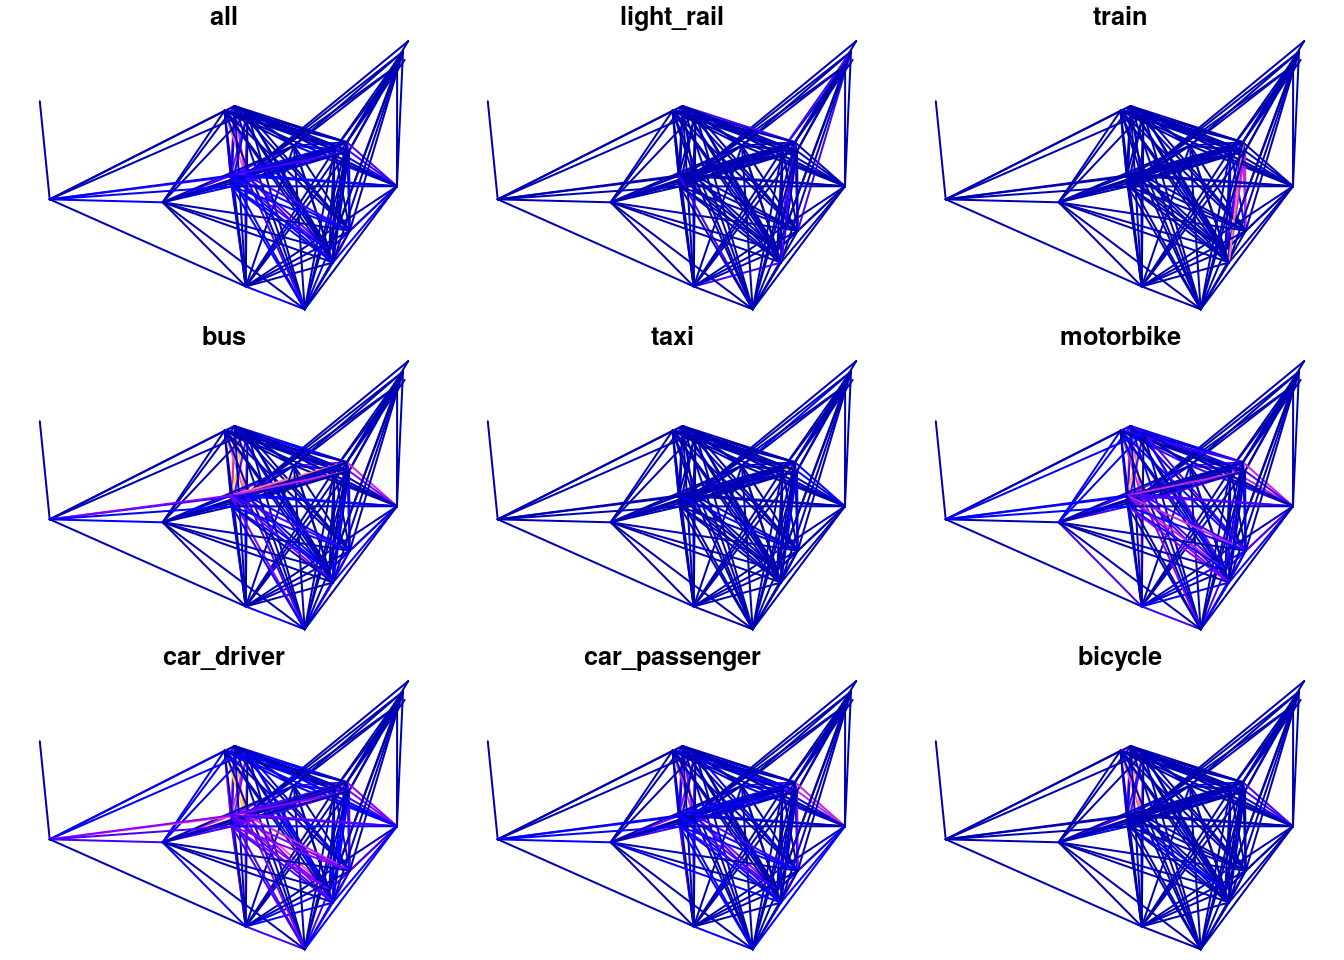 all
light_rail
train
bus
taxi
motorbike
car_driver
car_passenger
bicycle